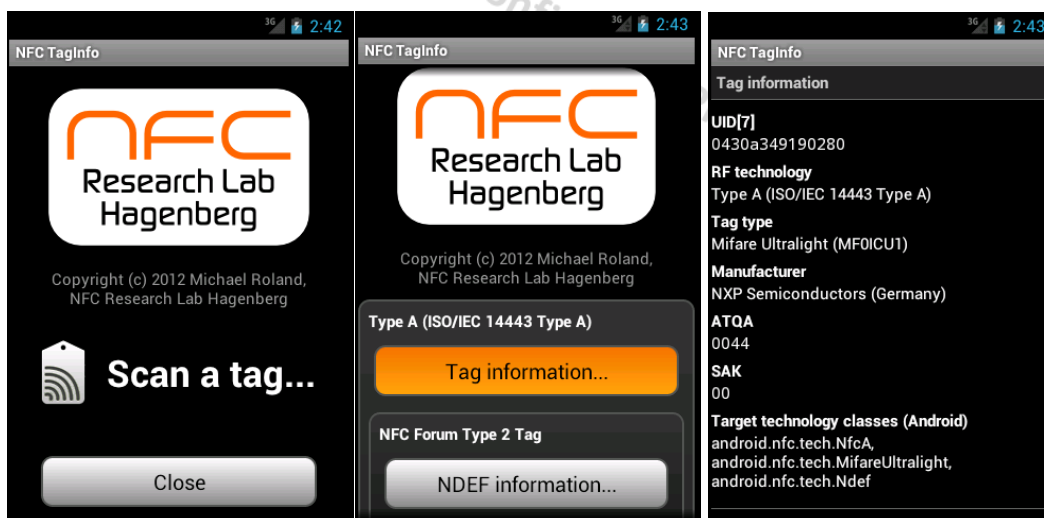 3G 2:42
NFC TagInfo
NFC
Research Lab
Hagenberg
Copyright (c) 2012 Michael Roland,
NFC Research Lab Hagenberg
Scan a tag...
Close
3G 2:43
NFC TagInfo
NFC
Research Lab
Hagenberg
Copyright (c) 2012 Michael Roland,
NFC Research Lab Hagenberg
Type A (ISO/IEC 14443 Type A)
Tag information...
NFC Forum Type 2 Tag
NDEF information...
3G 2:43
NFC TagInfo
Tag information
UID[7]
0430a349190280
RF technology
Type A (ISO/IEC 14443 Type A)
Tag type
Mifare Ultralight (MF0ICU1)
Manufacturer
NXP Semiconductors (Germany)
ATQA
0044
SAK
00
Target technology classes (Android)
android.nfc.tech.NfcA,
android.nfc.tech.MifareUltralight,
android.nfc.tech.Ndef